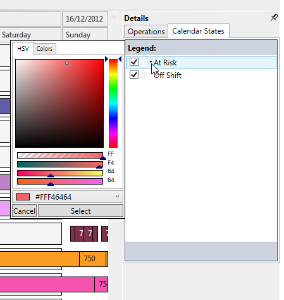 16/12/2012
Saturday
Sunday
HSV
Colors
FF
F4
64
64
#FFF46464
Cancel
Select
7
7
750
75
Details
Operations
Calendar States
Legend:
At Risk
Off Shift